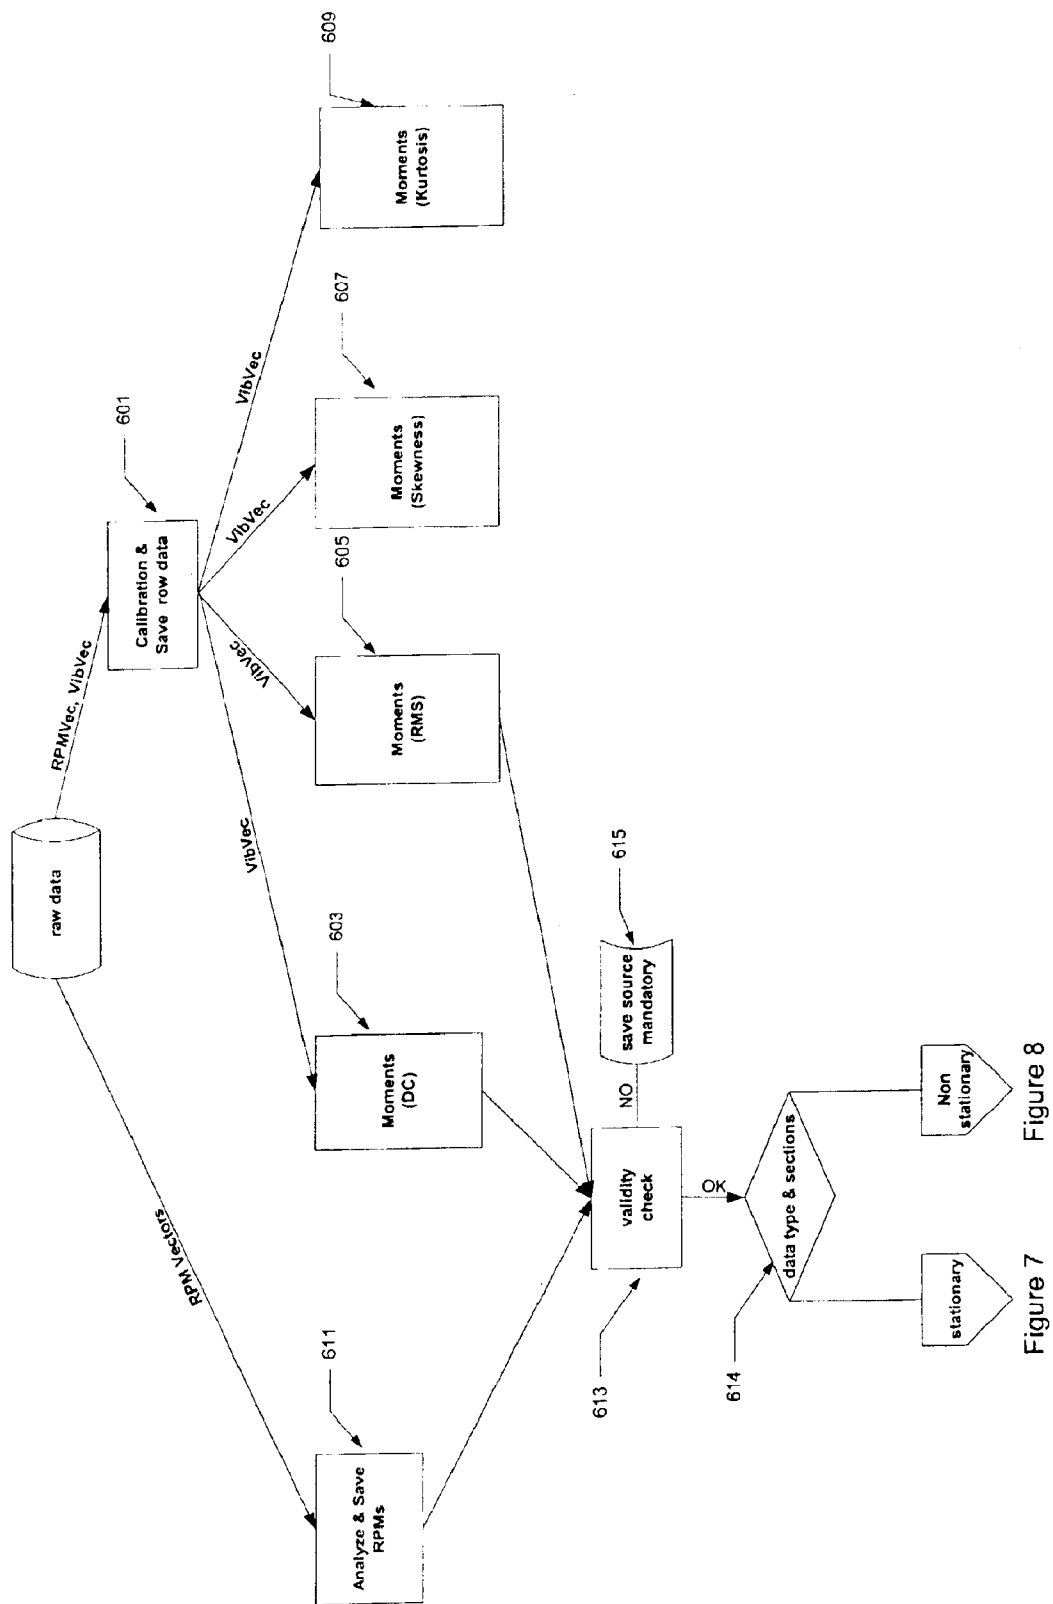 raw data
RPM Vectors
RPMVec, VibVec
601
Calibration &
Save row data
VibVec
VibVec
VibVec
VibVec
611
Analyze & Save
RPMs
603
Moments
(DC)
605
Moments
(RMS)
607
Moments
(Skewness)
609
Moments
(Kurtosis)
613
validity
check
NO
615
save source
mandatory
OK
614
data type & sections
stationary
Non
stationary
Figure 7
Figure 8